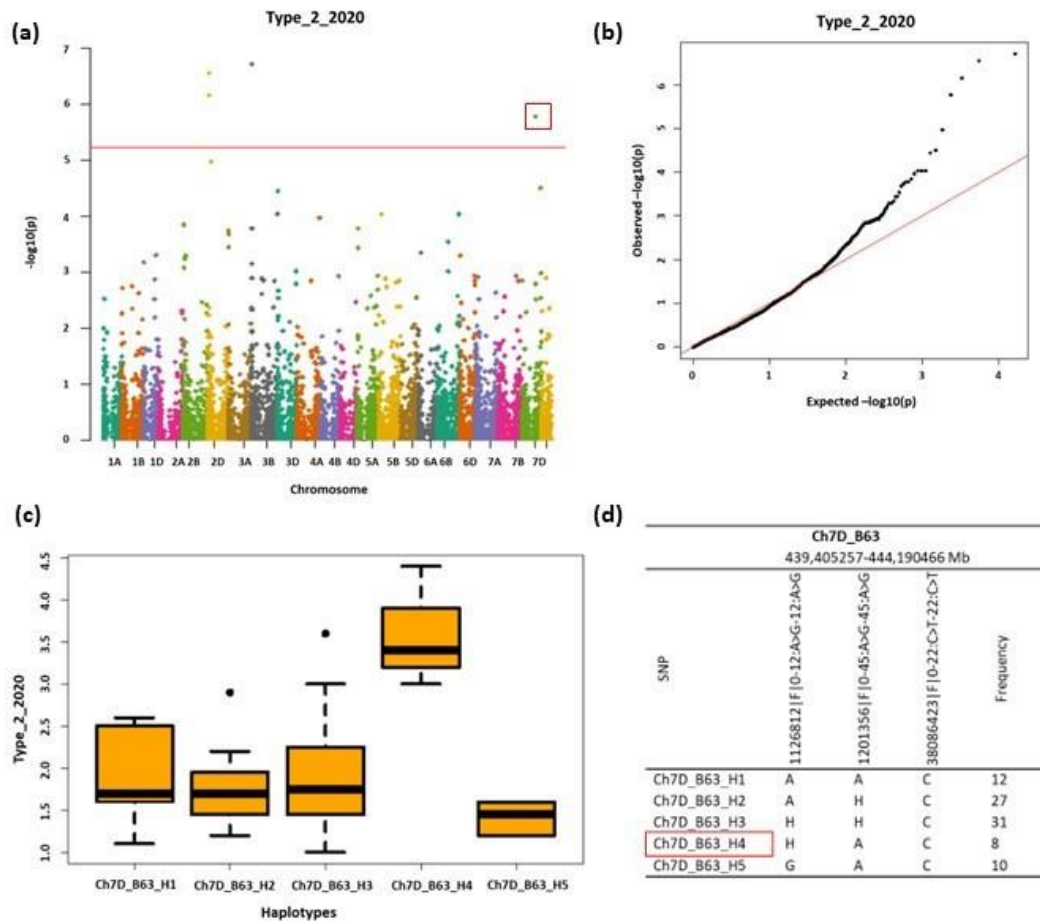 (a)
Type_2_2020
-log10(p)
7
6
5
4
3
2
1
0
1A 1B 1D 2A 2B 2D 3A 3B 3D 4A 4B 4D 5A 5B 5D 6A 6B 6D 7A 7B 7D
Chromosome
(b)
Type_2_2020
Observed –log10(p)
6
5
4
3
2
1
0
0 1 2 3 4
Expected –log10(p)
(c)
Type_2_2020
4.5
4.0
3.5
3.0
2.5
2.0
1.5
1.0
Ch7D_B63_H1 Ch7D_B63_H2 Ch7D_B63_H3 Ch7D_B63_H4 Ch7D_B63_H5
Haplotypes
(d)
Ch7D_B63
439,405257-444,190466 Mb
SNP 1126812|F|0-12:A>G-12:A>G 1201356|F|0-45:A>G-45:A>G 38086423|F|0-22:C>T-22:C>T Frequency
Ch7D_B63_H1 A A C 12
Ch7D_B63_H2 A H C 27
Ch7D_B63_H3 H H C 31
Ch7D_B63_H4 H A C 8
Ch7D_B63_H5 G A C 10